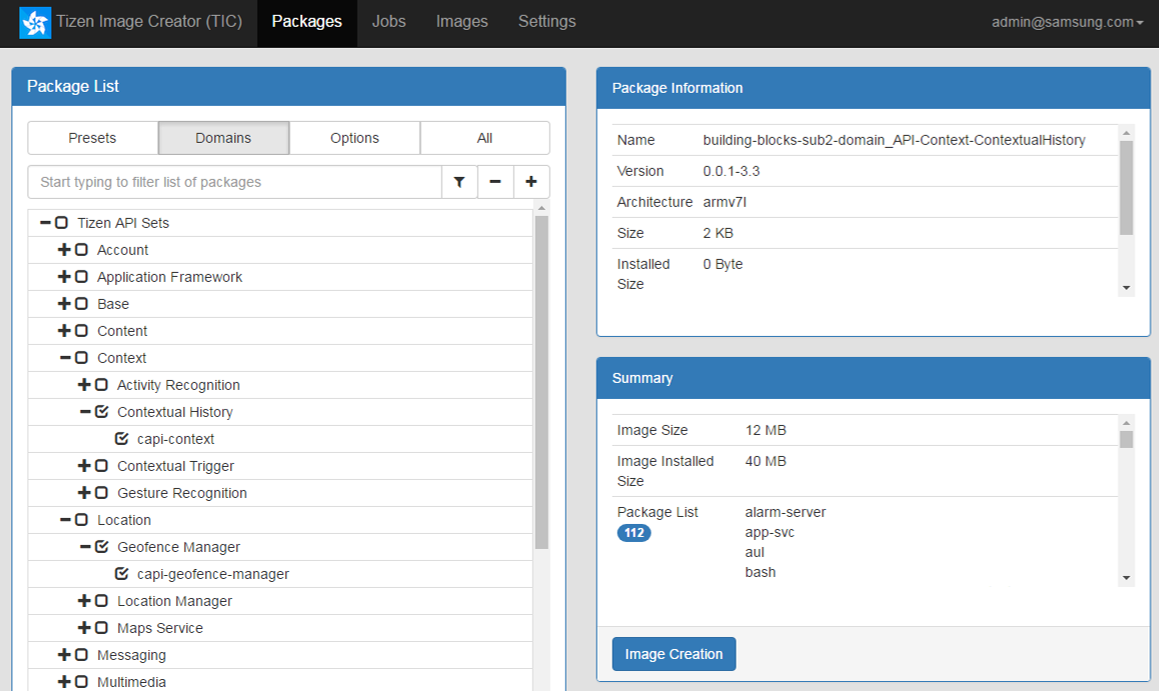 Tizen Image Creator (TIC) Packages Jobs Images Settings admin@samsung.com
Package List
Presets Domains Options All
Start typing to filter list of packages
Tizen API Sets
Account
Application Framework
Base
Content
Context
Activity Recognition
Contextual History
capi-context
Contextual Trigger
Gesture Recognition
Location
Geofence Manager
capi-geofence-manager
Location Manager
Maps Service
Messaging
Multimedia
Package Information
Name building-blocks-sub2-domain_API-Context-ContextualHistory
Version 0.0.1-3.3
Architecture armv7l
Size 2 KB
Installed 0 Byte
Size
Summary
Image Size 12 MB
Image Installed 40 MB
Size
Package List alarm-server
112 app-svc
aul
bash
Image Creation